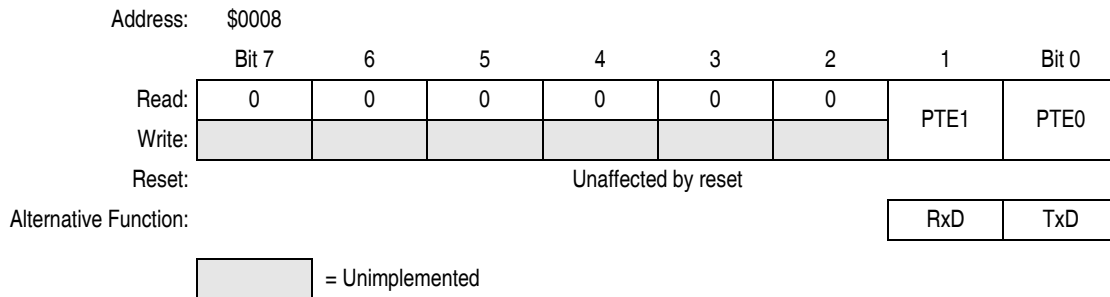 Address: $0008
Bit 7 6 5 4 3 2 1 Bit 0
Read: 0 0 0 0 0 0 PTE1 PTE0
Write:
Reset: Unaffected by reset
Alternative Function: RxD TxD
= Unimplemented